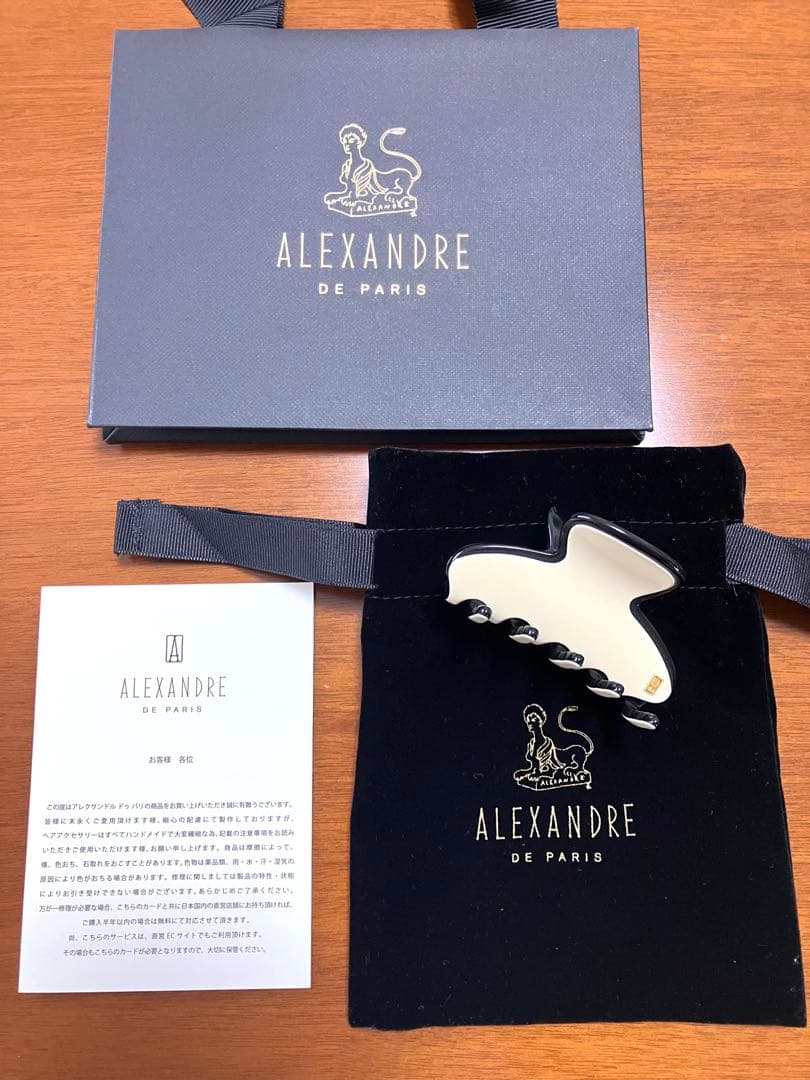 ALEXANDRE
ALEXANDRE
DE PARIS
A
ALEXANDRE
DE PARIS
お客様 各位
この度はアレクサンドル ドゥ パリの商品をお買い上げいただき誠に有難うございます。
皆様に末永くご愛用頂けます様、細心の配慮にて製作しておりますが、
ヘアアクセサリーはすべてハンドメイドで大変繊細な為、記載の注意事項をお読み
いただきご使用いただけます様、お願い申し上げます。商品は摩擦によって、
傷、色おち、石取れをおこすことがあります。色物は薬品類、雨・水・汗・湿気の
原因により色がおちる場合があります。修理に関しましては製品の特性・状態
によりお引き受けできない場合がございます。あらかじめご了承ください。
万が一修理が必要な場合、こちらのカードと共に日本国内の直営店舗にお持ち頂ければ、
ご購入半年以内の場合は無料にて対応させて頂きます。
尚、こちらのサービスは、直営 EC サイトでもご利用頂けます。
その場合もこちらのカードが必要となりますので、大切に保管ください。
ALEXANDRE
ALEXANDRE
DE PARIS